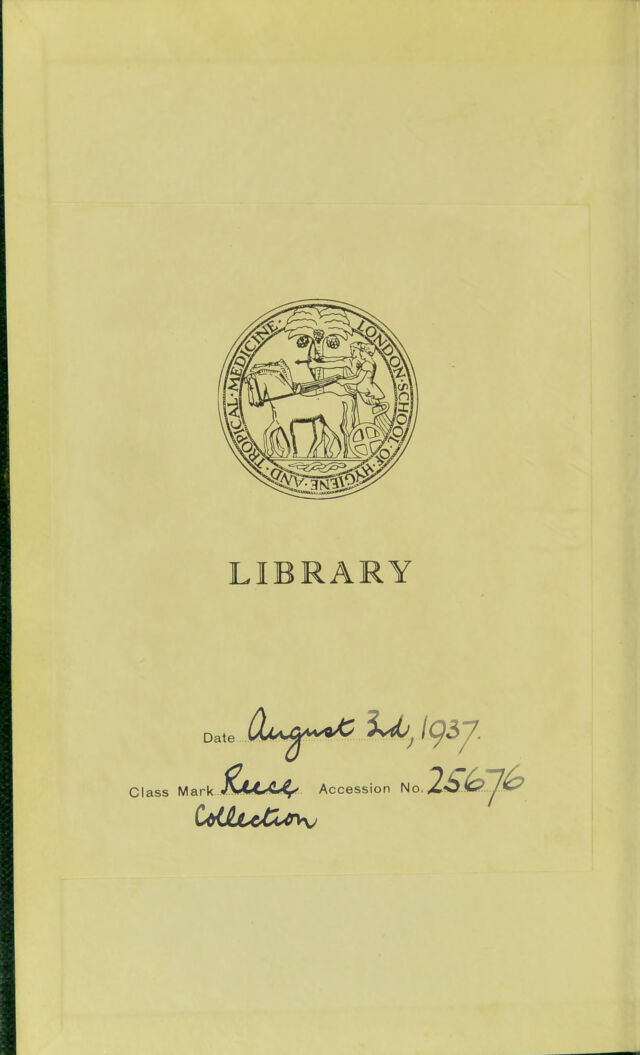 LONDON·SCHOOL·OF·HYGIENE·AND·TROPICAL·MEDICINE·
LIBRARY
Date August 3rd, 1937.
Class Mark Reece Accession No. 25676
Collection